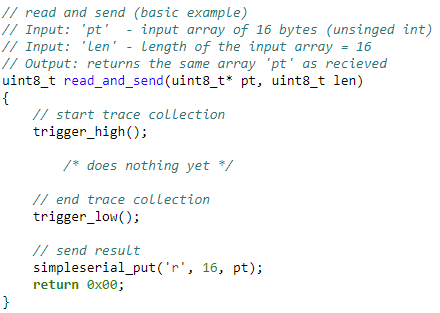 // read and send (basic example)
// Input: 'pt'  - input array of 16 bytes (unsinged int)
// Input: 'len' - Length of the input array = 16
// Output: returns the same array 'pt' as recieved
uint8_t read_and_send(uint8_t* pt, uint8_t len)
{
    // start trace collection
    trigger_high();

        /* does nothing yet */

    // end trace collection
    trigger_low();

    // send result
    simpleserial_put('r', 16, pt);
    return 0x00;
}